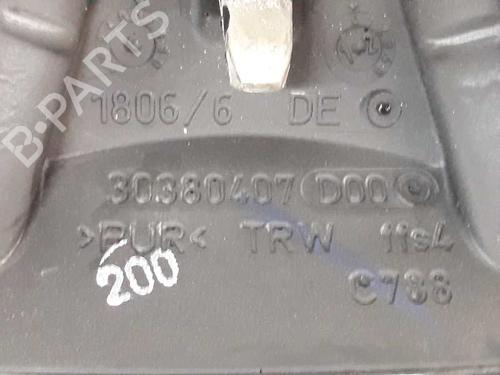 B-PARTS
1806/6 DE
30380407 D00
>PUR< TRW 11s4
200
C788